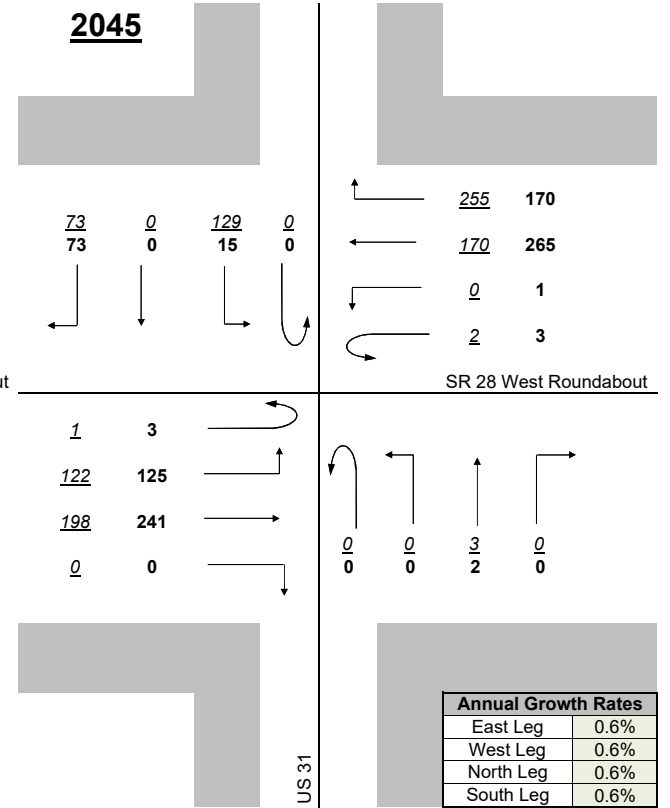 2045
255 170
73 0 129 0
73 0 15 0
170 265
0 1
2 3
ut
SR 28 West Roundabout
1 3
122 125
198 241
0 0
0 0 3 0
0 0 2 0
US 31
Annual Growth Rates
East Leg 0.6%
West Leg 0.6%
North Leg 0.6%
South Leg 0.6%